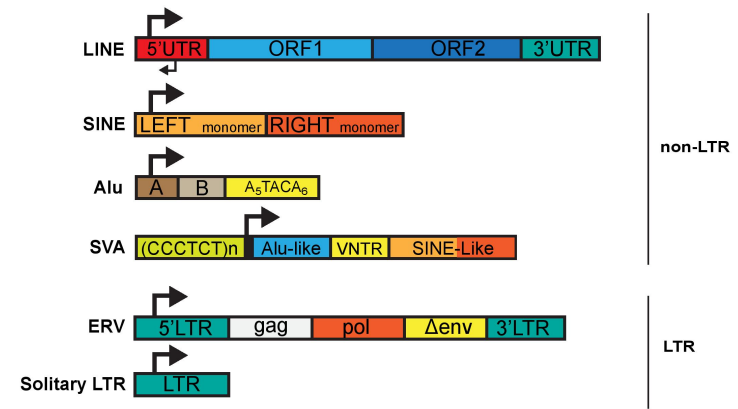 LINE 5'UTR ORF1 ORF2 3'UTR
SINE LEFT monomer RIGHT monomer
non-LTR
Alu A B A₅TACA₆
SVA (CCCTCT)n Alu-like VNTR SINE-Like
ERV 5'LTR gag pol Δenv 3'LTR
LTR
Solitary LTR LTR